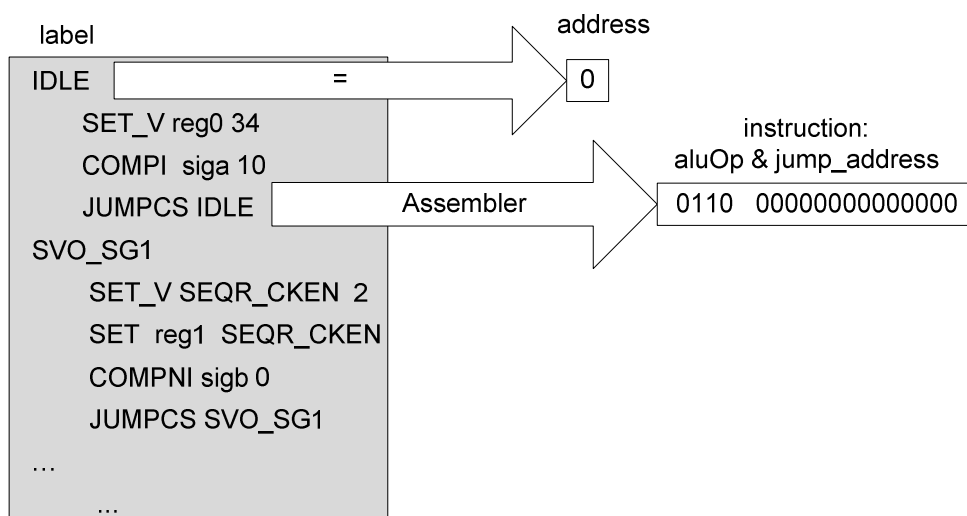 label
address
IDLE
=
0
SET_V reg0 34
instruction:
aluOp & jump_address
COMPI siga 10
JUMPCS IDLE
Assembler
0110 00000000000000
SVO_SG1
SET_V SEQR_CKEN 2
SET reg1 SEQR_CKEN
COMPNI sigb 0
JUMPCS SVO_SG1
...
...